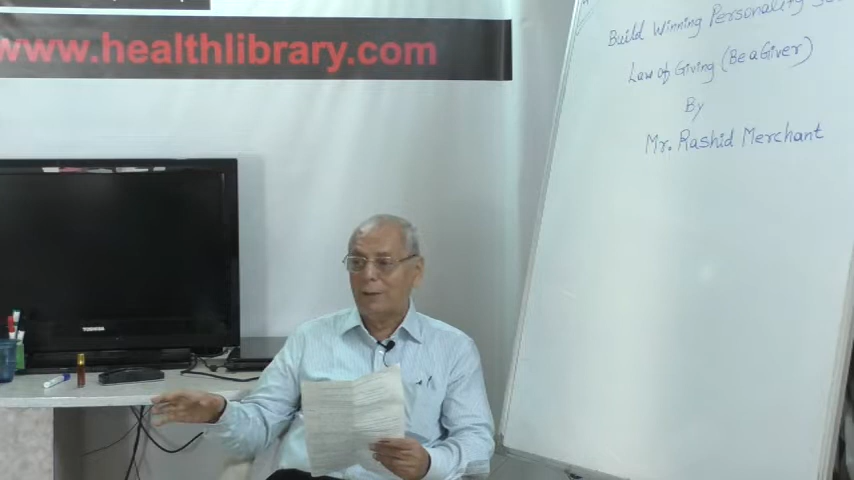 www.healthlibrary.com
Build Winning Personality
Law of Giving (Be a Giver)
By
Mr. Rashid Merchant
TOSHIBA